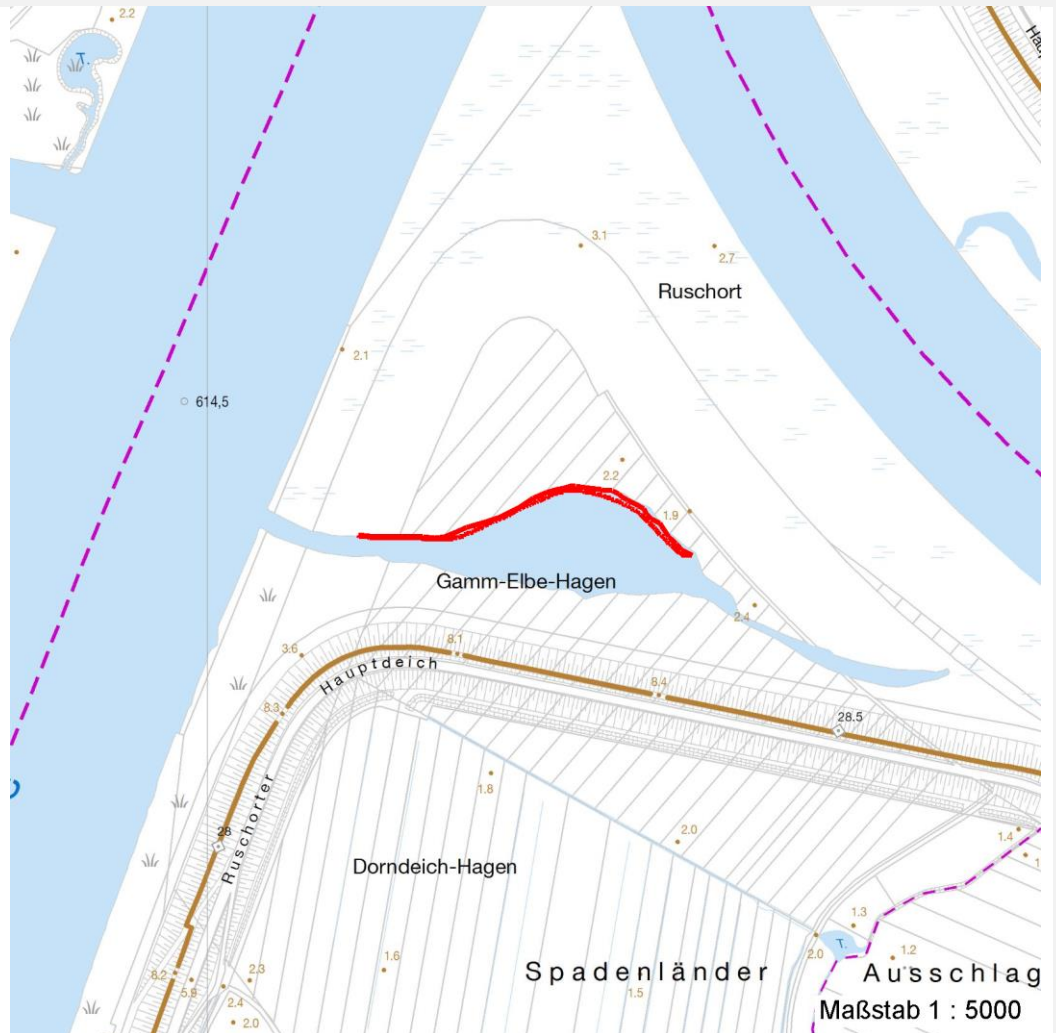 2.2
T.
Hau
3.1
2.7
Ruschort
2.1
614,5
2.2
1.9
Gamm-Elbe-Hagen
2.4
3.6
8.1
Hauptdeich
8.4
8.3
28.5
1.8
28
Ruschorter
2.0
1.4
Dorndeich-Hagen
1.3
2.0
T.
1.2
8.2
5.9
2.3
1.6
Spadenländer
Ausschlag
2.4
1.5
2.0
Maßstab 1 : 5000